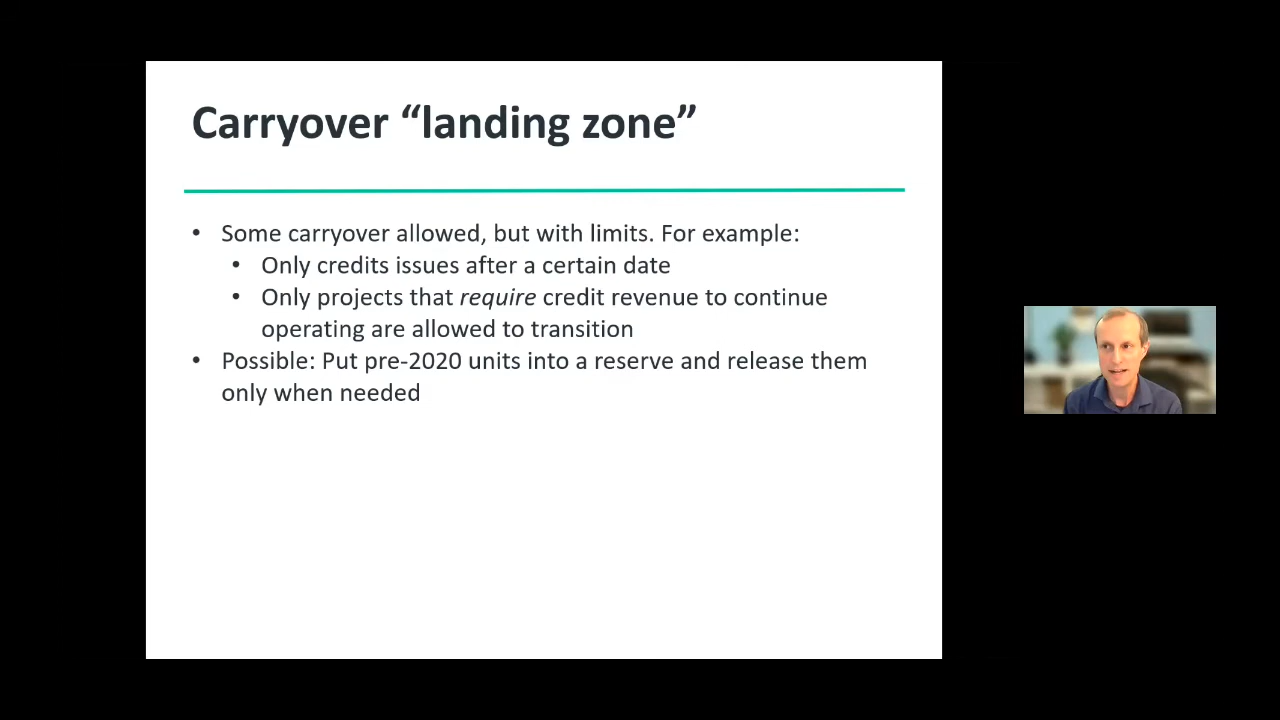 Carryover “landing zone”
• Some carryover allowed, but with limits. For example:
• Only credits issues after a certain date
• Only projects that require credit revenue to continue
operating are allowed to transition
• Possible: Put pre-2020 units into a reserve and release them
only when needed